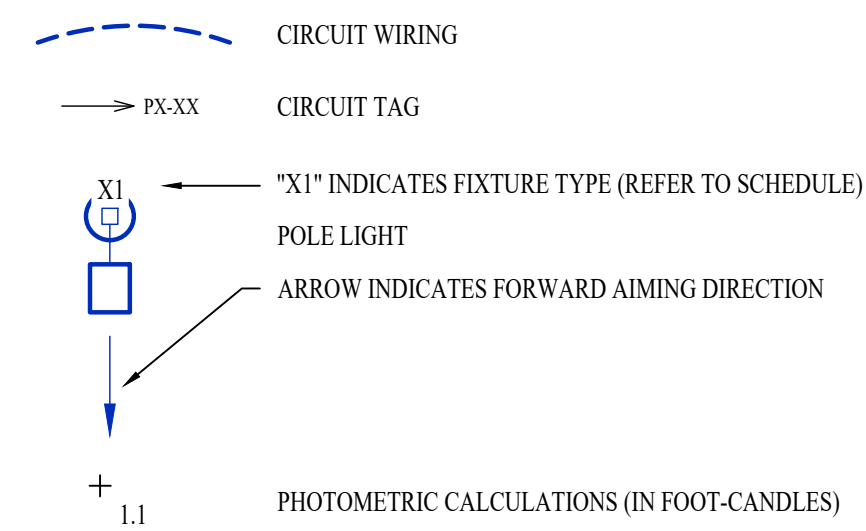 CIRCUIT WIRING
PX-XX CIRCUIT TAG
X1 "X1" INDICATES FIXTURE TYPE (REFER TO SCHEDULE)
POLE LIGHT
ARROW INDICATES FORWARD AIMING DIRECTION
1.1 PHOTOMETRIC CALCULATIONS (IN FOOT-CANDLES)